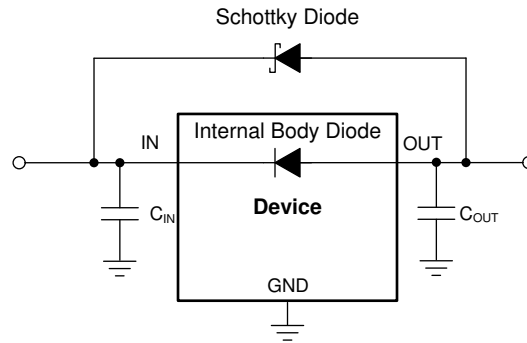 Schottky Diode
Internal Body Diode
IN
OUT
Device
CIN
COUT
GND